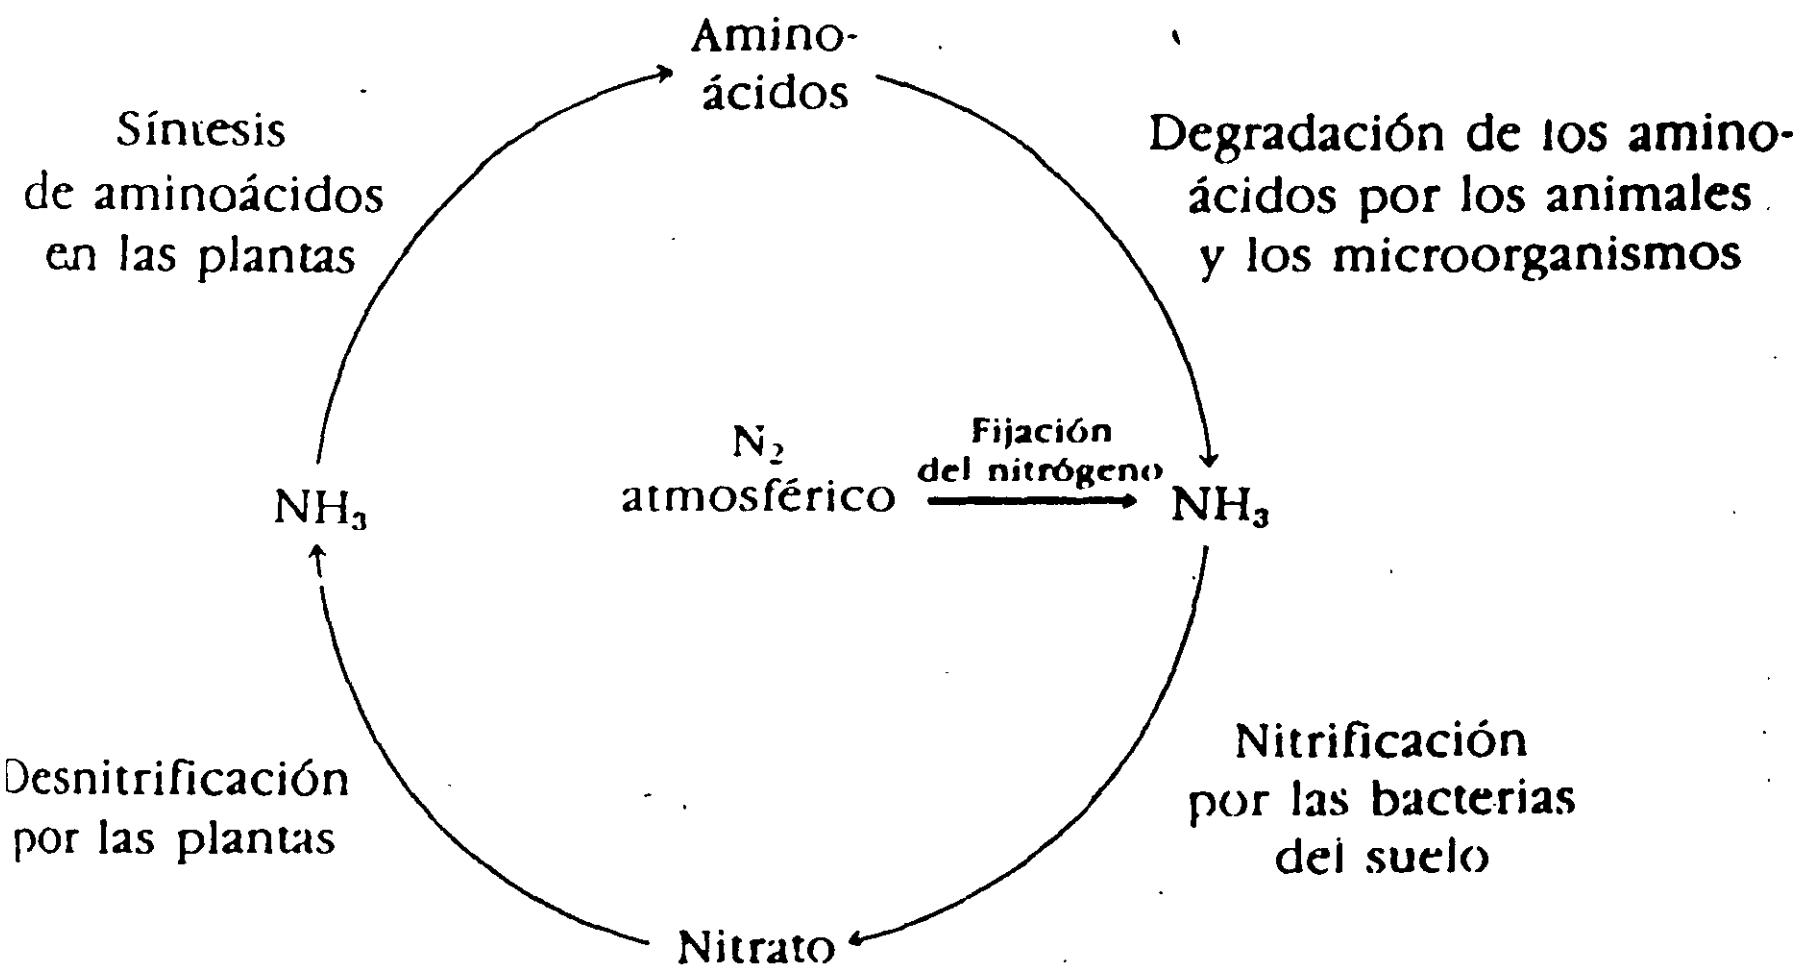 Amino-
ácidos
Síntesis
de aminoácidos
en las plantas
Degradación de los amino-
ácidos por los animales
y los microorganismos
N₂
atmosférico
Fijación
del nitrógeno
NH₃
NH₃
Desnitrificación
por las plantas
Nitrificación
por las bacterias
del suelo
Nitrato